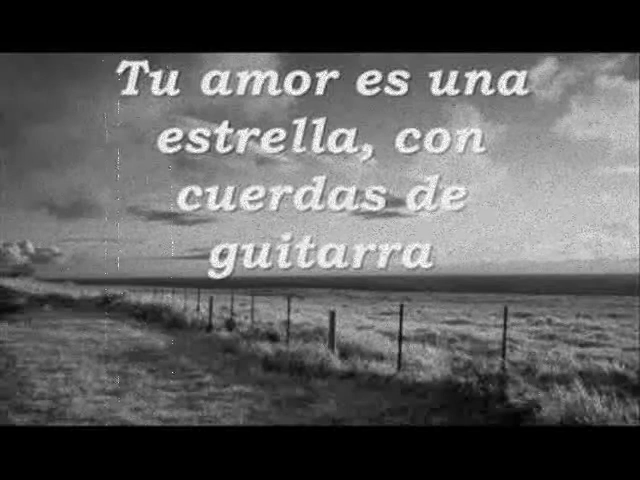 Tu amor es una
estrella, con
cuerdas de
guitarra